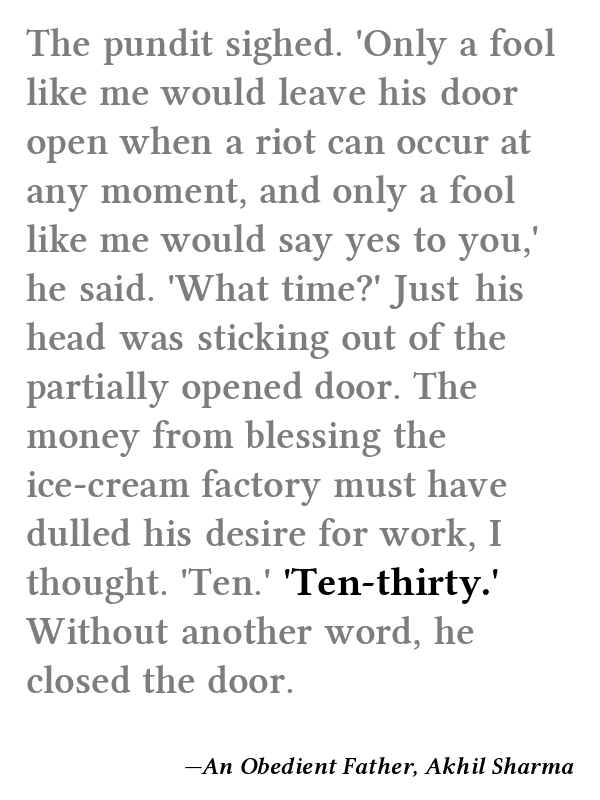 The pundit sighed. 'Only a fool
like me would leave his door
open when a riot can occur at
any moment, and only a fool
like me would say yes to you,'
he said. 'What time?' Just his
head was sticking out of the
partially opened door. The
money from blessing the
ice-cream factory must have
dulled his desire for work, I
thought. 'Ten.' 'Ten-thirty.'
Without another word, he
closed the door.
—An Obedient Father, Akhil Sharma